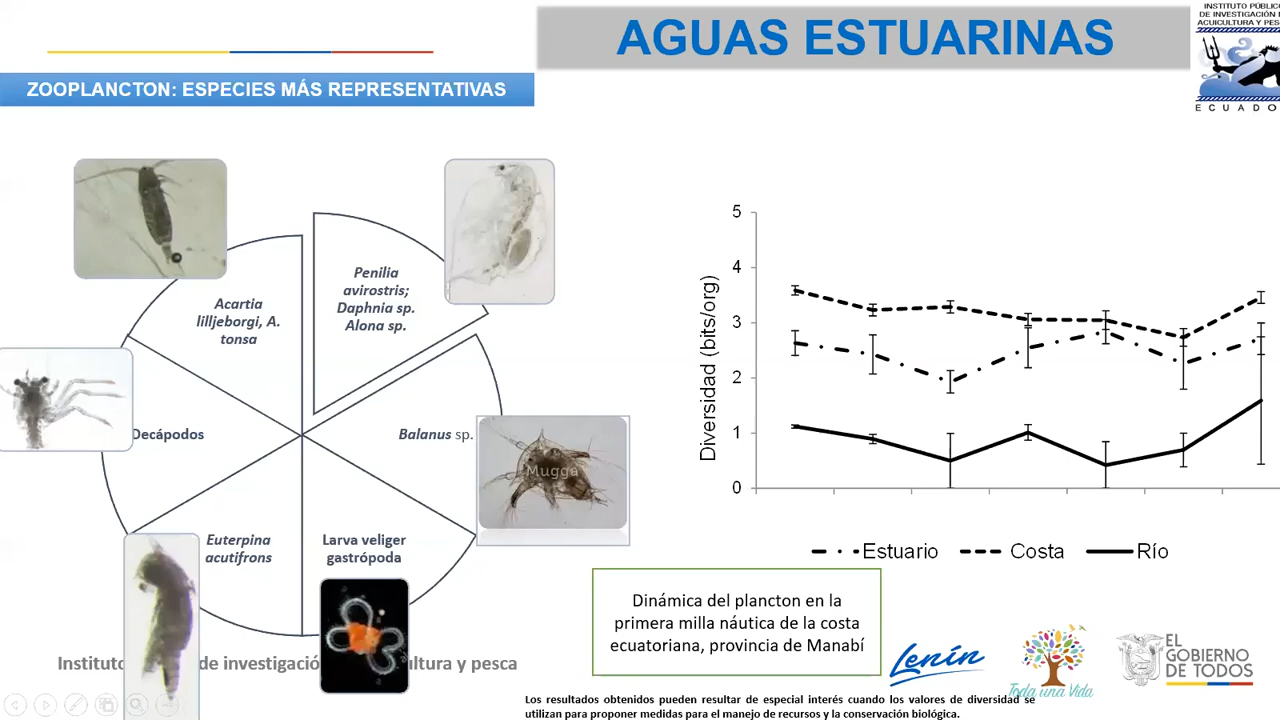 AGUAS ESTUARINAS
INSTITUTO PÚBLICO
DE INVESTIGACIÓN
ACUICULTURA Y
ECUADO
ZOOPLANCTON: ESPECIES MÁS REPRESENTATIVAS
Penilia
avirostris;
Daphnia sp.
Alona sp.
Acartia
lilljeborgi, A.
tonsa
Decápodos
Balanus sp.
Mugga
Euterpina
acutifrons
Larva veliger
gastrópoda
Instituto de investigació ultura y pesca
Diversidad (bits/org)
5
4
3
2
1
0
Estuario Costa Río
Dinámica del plancton en la
primera milla náutica de la costa
ecuatoriana, provincia de Manabí
Lenín
Toda una Vida
EL
GOBIERNO
DE TODOS
Los resultados obtenidos pueden resultar de especial interés cuando los valores de diversidad se
utilizan para proponer medidas para el manejo de recursos y la conservación biológica.